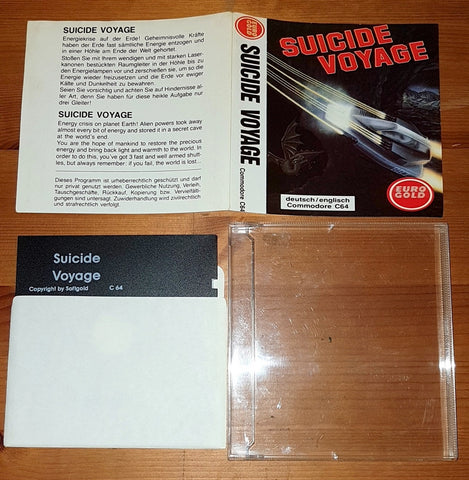 SUICIDE VOYAGE
Energiekrise auf der Erde! Geheimnisvolle Kräfte
haben der Erde fast sämtliche Energie entzogen und
in einer Höhle am Ende der Welt gehortet.
Stoßen Sie mit Ihrem wendigen und mit starken Laser-
kanonen bestückten Raumgleiter in der Höhle bis zu
den Energielampen vor und zerschießen sie, um so die
Energie wieder freizusetzen und die Erde vor ewiger
Kälte und Dunkelheit zu bewahren.
Seien Sie vorsichtig und achten Sie auf Hindernisse al-
ler Art, denn Sie haben für diese heikle Aufgabe nur
drei Gleiter!
SUICIDE VOYAGE
Energy crisis on planet Earth! Alien powers took away
almost every bit of energy and stored it in a secret cave
at the world's end.
You are the hope of mankind to restore the precious
energy and bring back light and warmth to the world. In
order to do this, you've got 3 fast and well armed shut-
tles, but always remember: if you fail, the world is lost...
Dieses Programm ist urheberrechtlich geschützt und darf
nur privat genutzt werden. Gewerbliche Nutzung, Verleih,
Tauschgeschäfte, Rückkauf, Kopierung bzw. Vervielfälti-
gungen sind untersagt. Zuwiderhandlung wird zivilrechtlich
und strafrechtlich verfolgt.
EURO
GOLD
SUICIDE VOYAGE
Commodore C64
SUICIDE
VOYAGE
deutsch/englisch
Commodore C64
EURO
GOLD
Suicide
Voyage
Copyright by Softgold C 64